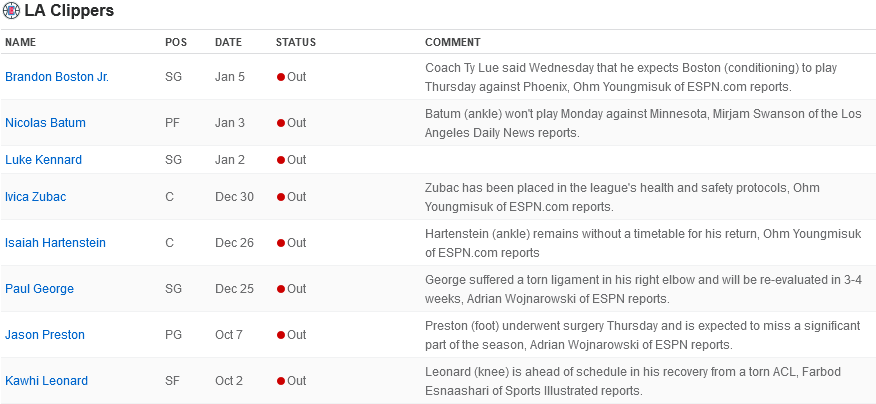 LA Clippers
NAME POS DATE STATUS COMMENT
Brandon Boston Jr. SG Jan 5 Out Coach Ty Lue said Wednesday that he expects Boston (conditioning) to play
Thursday against Phoenix, Ohm Youngmisuk of ESPN.com reports.
Nicolas Batum PF Jan 3 Out Batum (ankle) won't play Monday against Minnesota, Mirjam Swanson of the Los
Angeles Daily News reports.
Luke Kennard SG Jan 2 Out
Ivica Zubac C Dec 30 Out Zubac has been placed in the league's health and safety protocols, Ohm
Youngmisuk of ESPN.com reports.
Isaiah Hartenstein C Dec 26 Out Hartenstein (ankle) remains without a timetable for his return, Ohm Youngmisuk
of ESPN.com reports
Paul George SG Dec 25 Out George suffered a torn ligament in his right elbow and will be re-evaluated in 3-4
weeks, Adrian Wojnarowski of ESPN reports.
Jason Preston PG Oct 7 Out Preston (foot) underwent surgery Thursday and is expected to miss a significant
part of the season, Adrian Wojnarowski of ESPN reports.
Kawhi Leonard SF Oct 2 Out Leonard (knee) is ahead of schedule in his recovery from a torn ACL, Farbod
Esnaashari of Sports Illustrated reports.